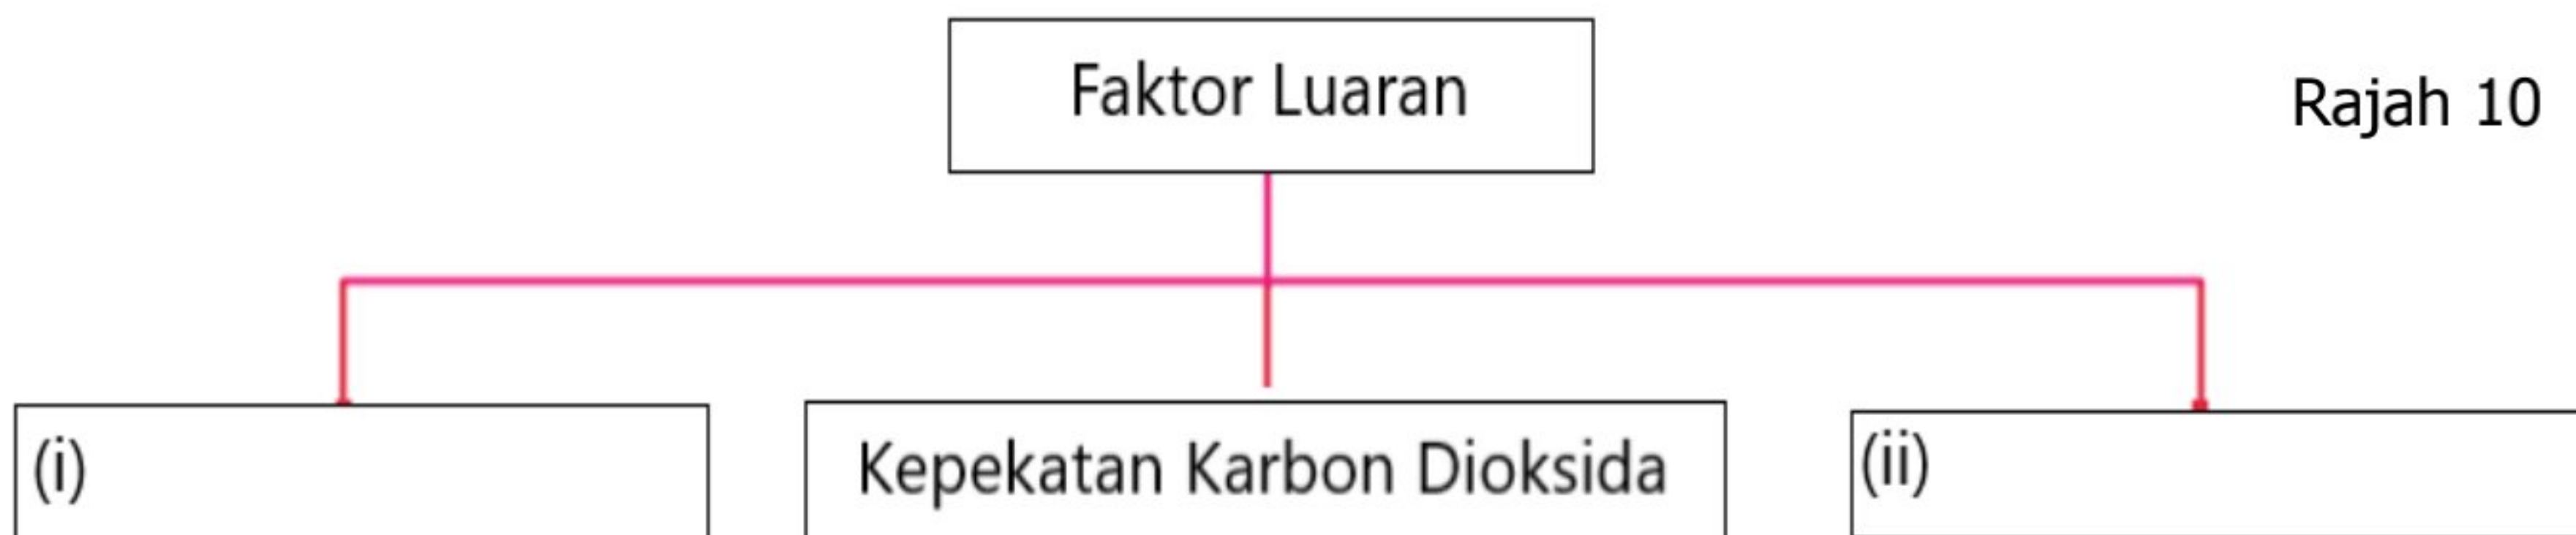 Faktor Luaran
Rajah 10
(i)
Kepekatan Karbon Dioksida
(ii)